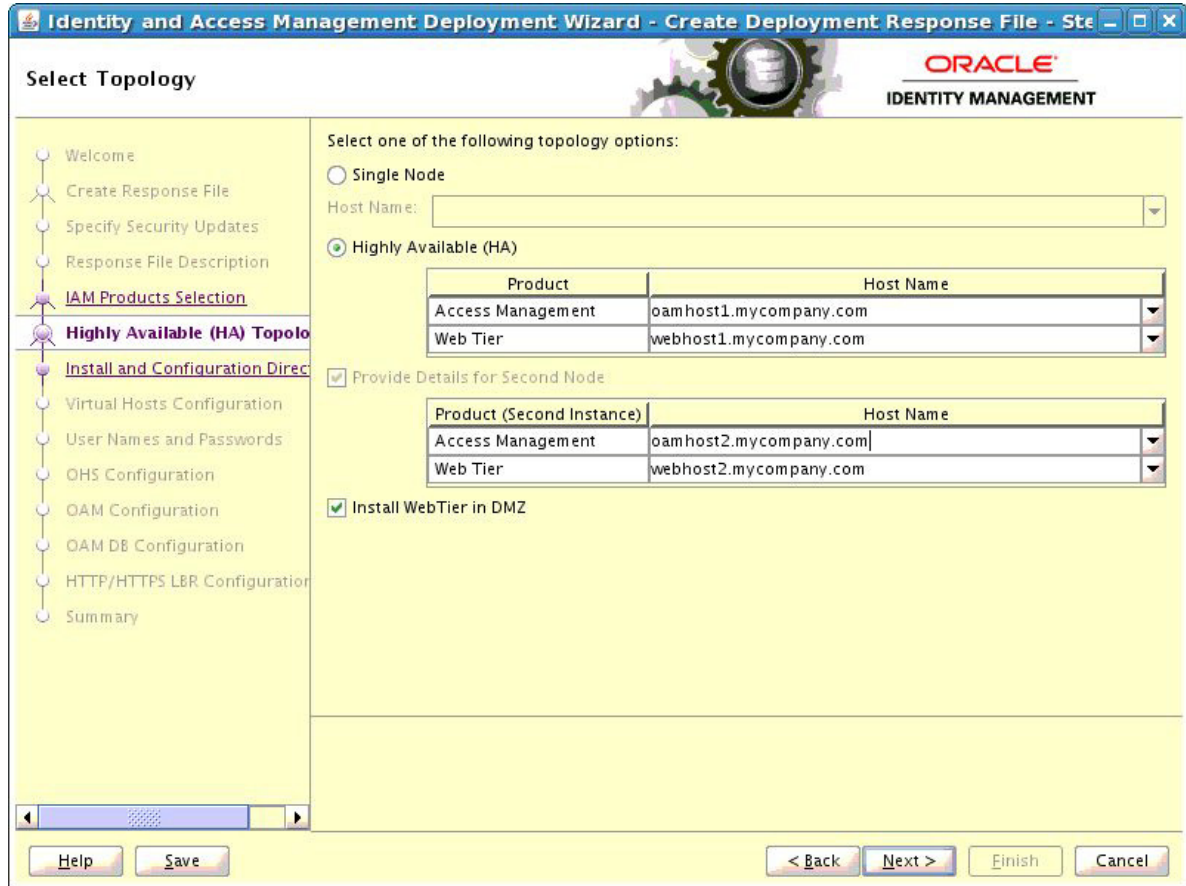 Identity and Access Management Deployment Wizard - Create Deployment Response File - Ste
Select Topology
ORACLE
IDENTITY MANAGEMENT
Welcome
Create Response File
Specify Security Updates
Response File Description
IAM Products Selection
Highly Available (HA) Topolo
Install and Configuration Direct
Virtual Hosts Configuration
User Names and Passwords
OHS Configuration
OAM Configuration
OAM DB Configuration
HTTP/HTTPS LBR Configuration
Summary
Select one of the following topology options:
Single Node
Host Name:
Highly Available (HA)
Product Host Name
Access Management oamhost1.mycompany.com
Web Tier webhost1.mycompany.com
Provide Details for Second Node
Product (Second Instance) Host Name
Access Management oamhost2.mycompany.com
Web Tier webhost2.mycompany.com
Install WebTier in DMZ
Help Save < Back Next > Finish Cancel